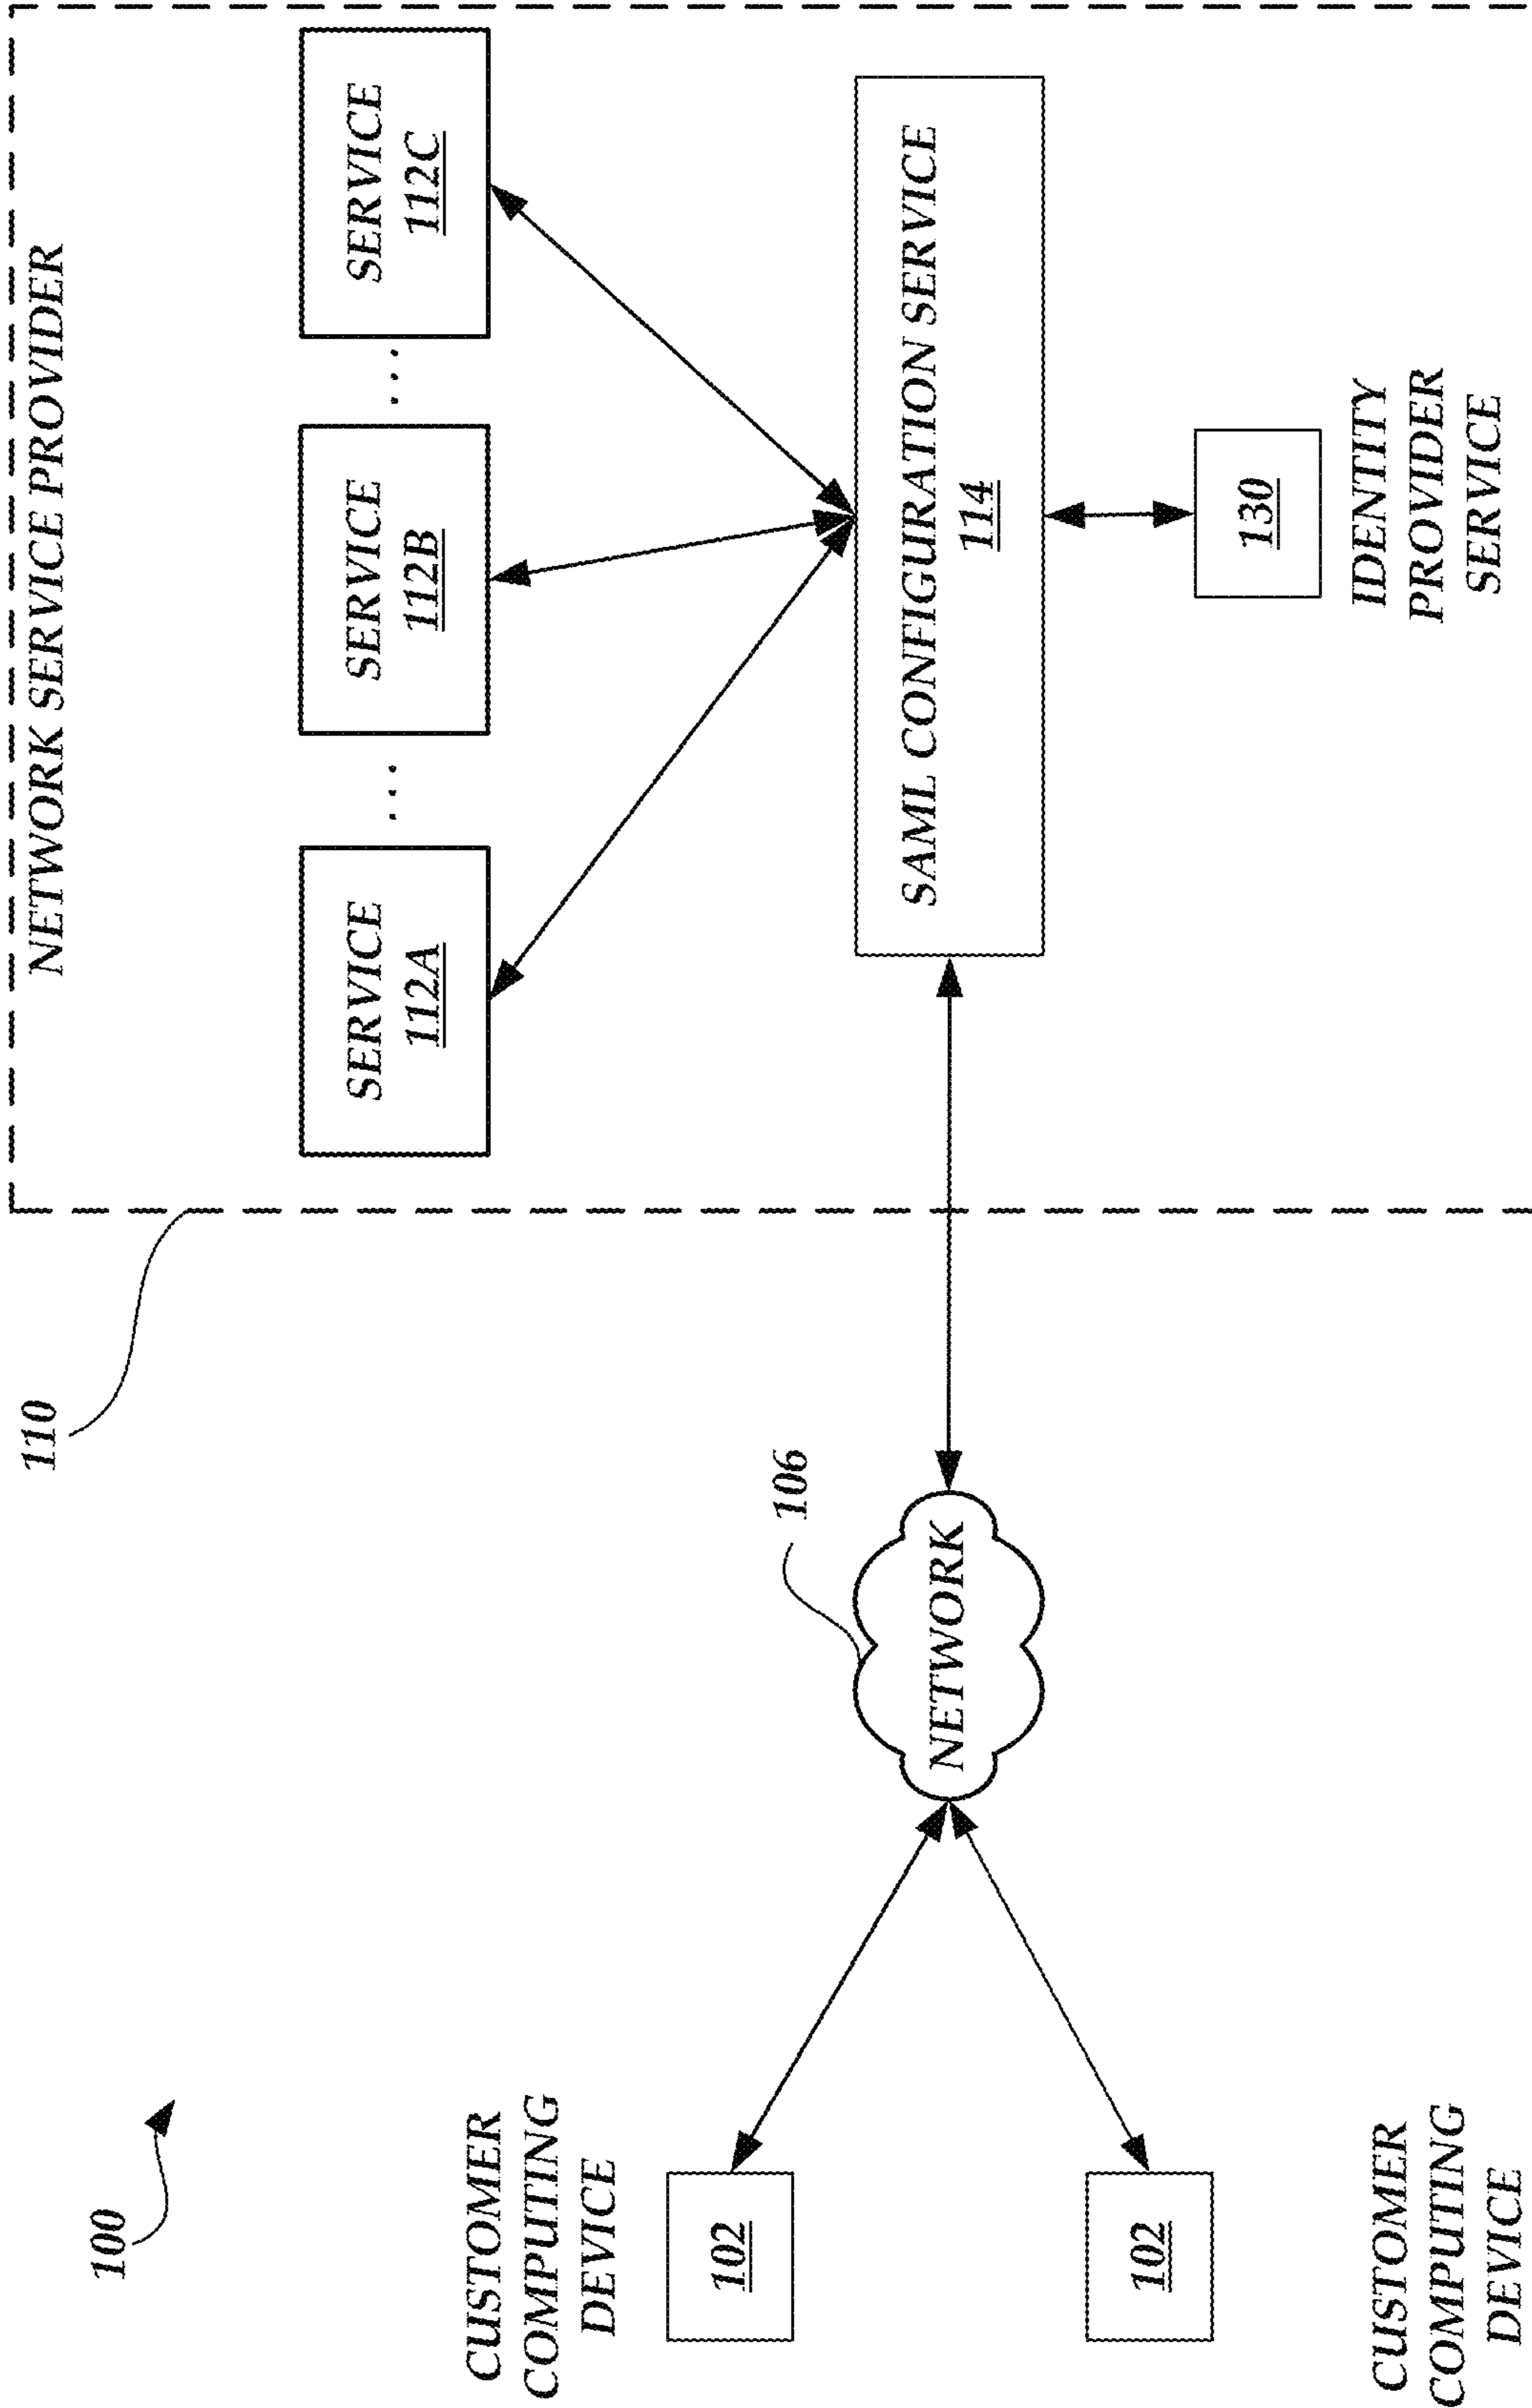 100
110
NETWORK SERVICE PROVIDER
SERVICE
112A
...
SERVICE
112B
...
SERVICE
112C
CUSTOMER
COMPUTING
DEVICE
102
106
NETWORK
SAML CONFIGURATION SERVICE
114
102
CUSTOMER
COMPUTING
DEVICE
130
IDENTITY
PROVIDER
SERVICE